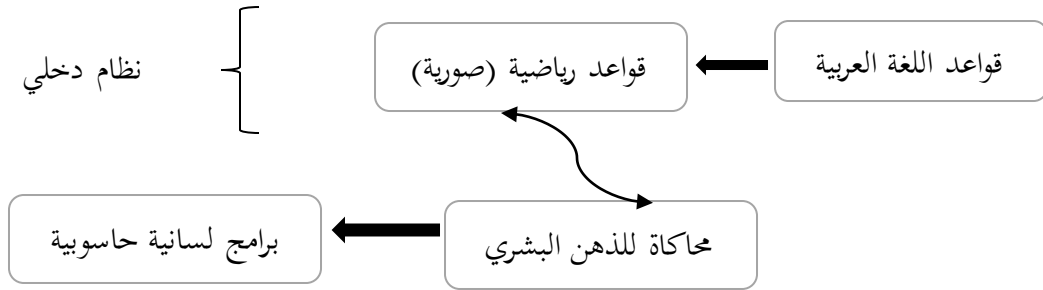 قواعد اللغة العربية
قواعد رياضية (صورية)
نظام دخلي
محاكاة للذهن البشري
برامج لسانية حاسوبية